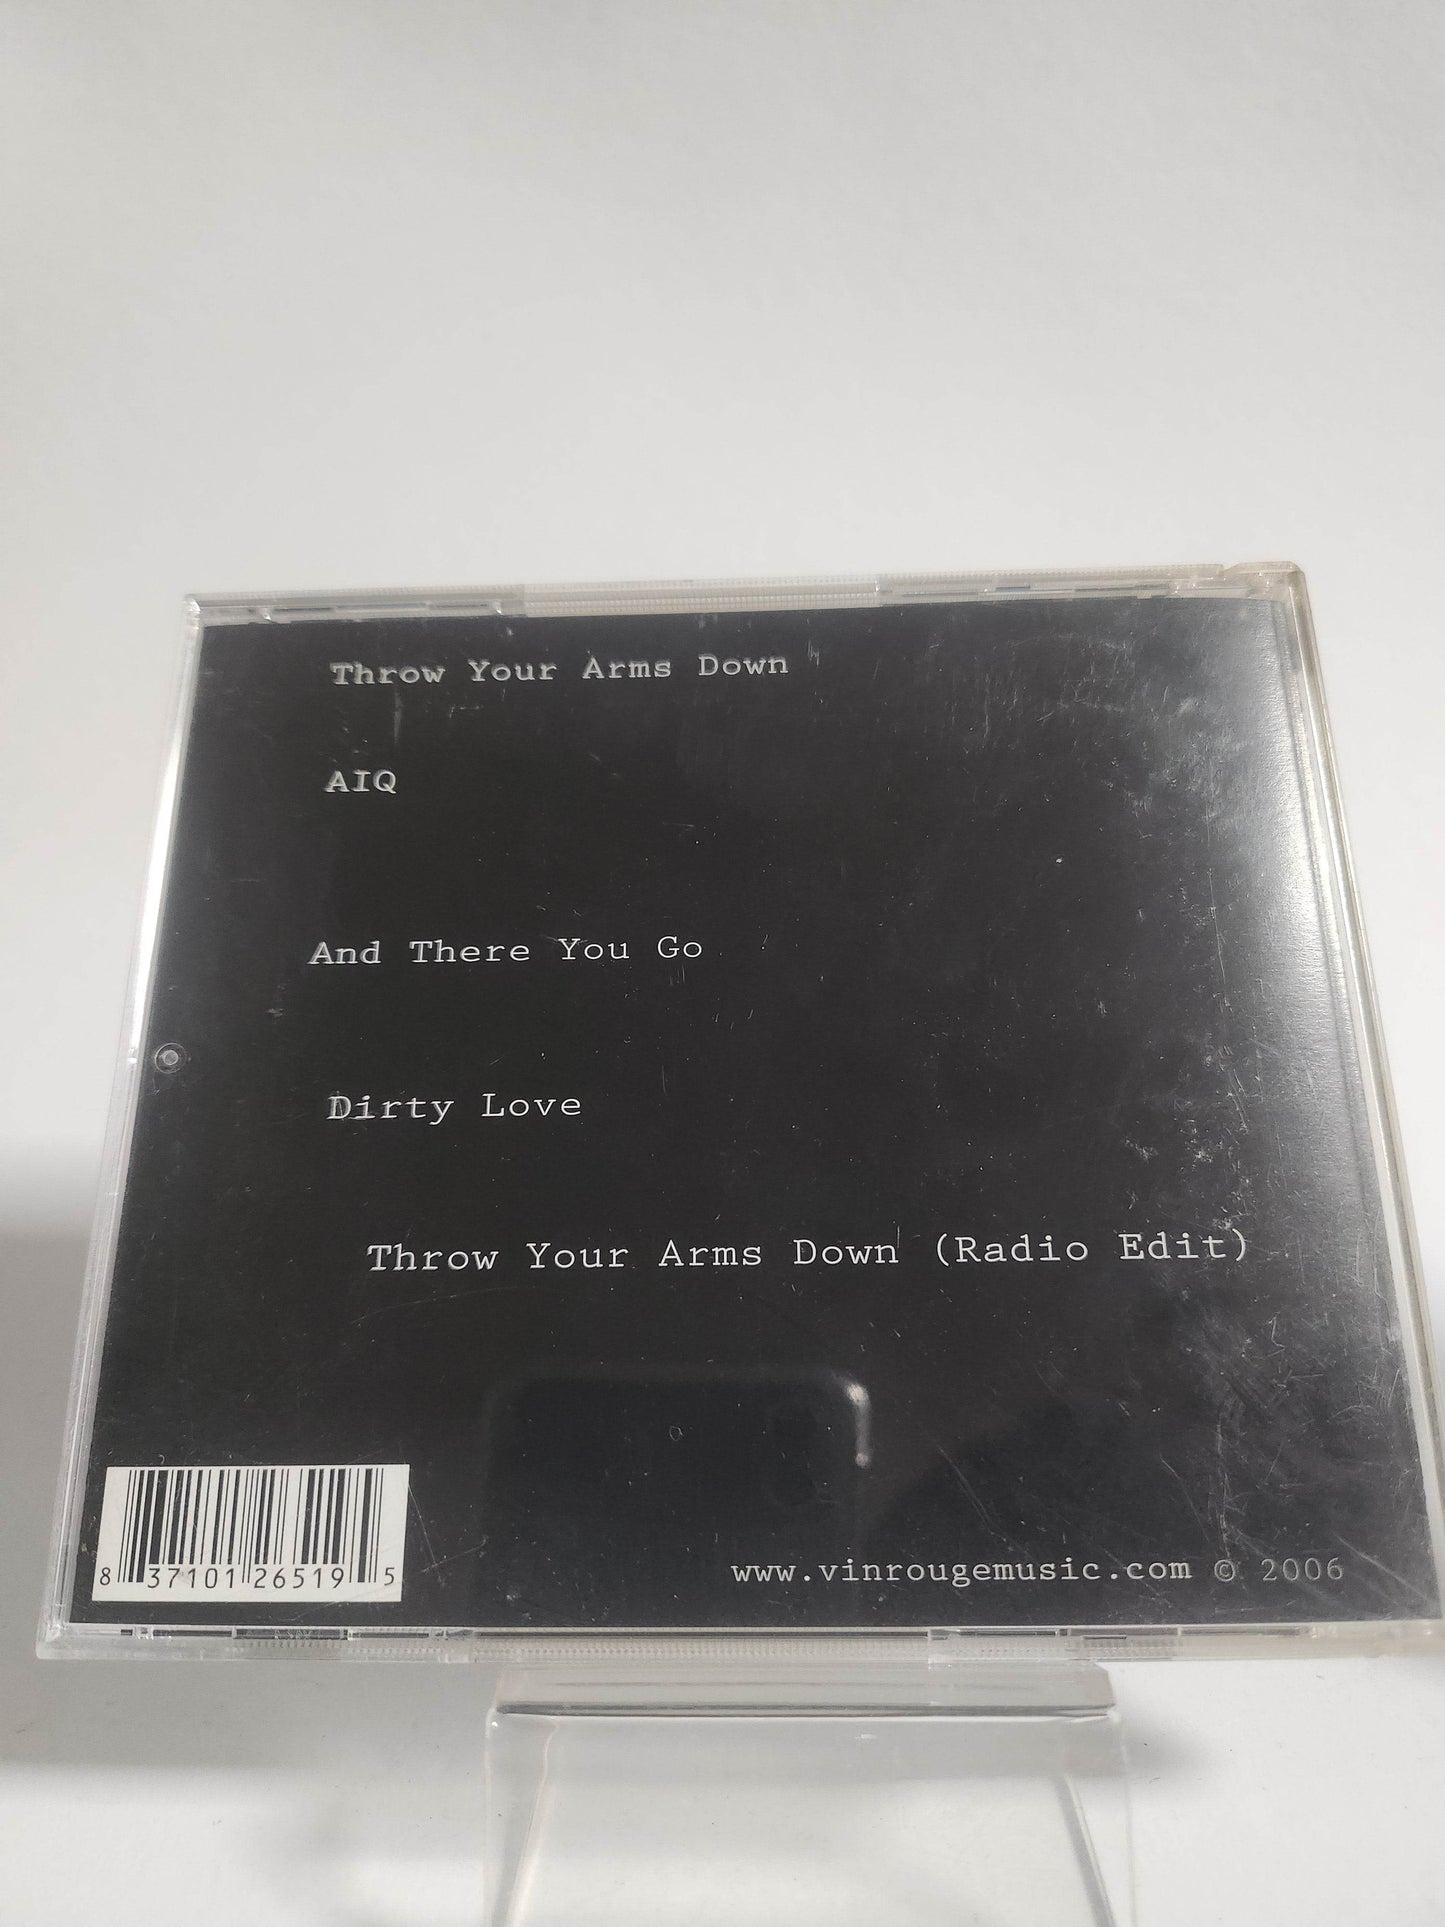 Throw Your Arms Down
AIQ
And There You Go
Dirty Love
Throw Your Arms Down (Radio Edit)
8 37101 26519 5
www.vinrougemusic.com © 2006